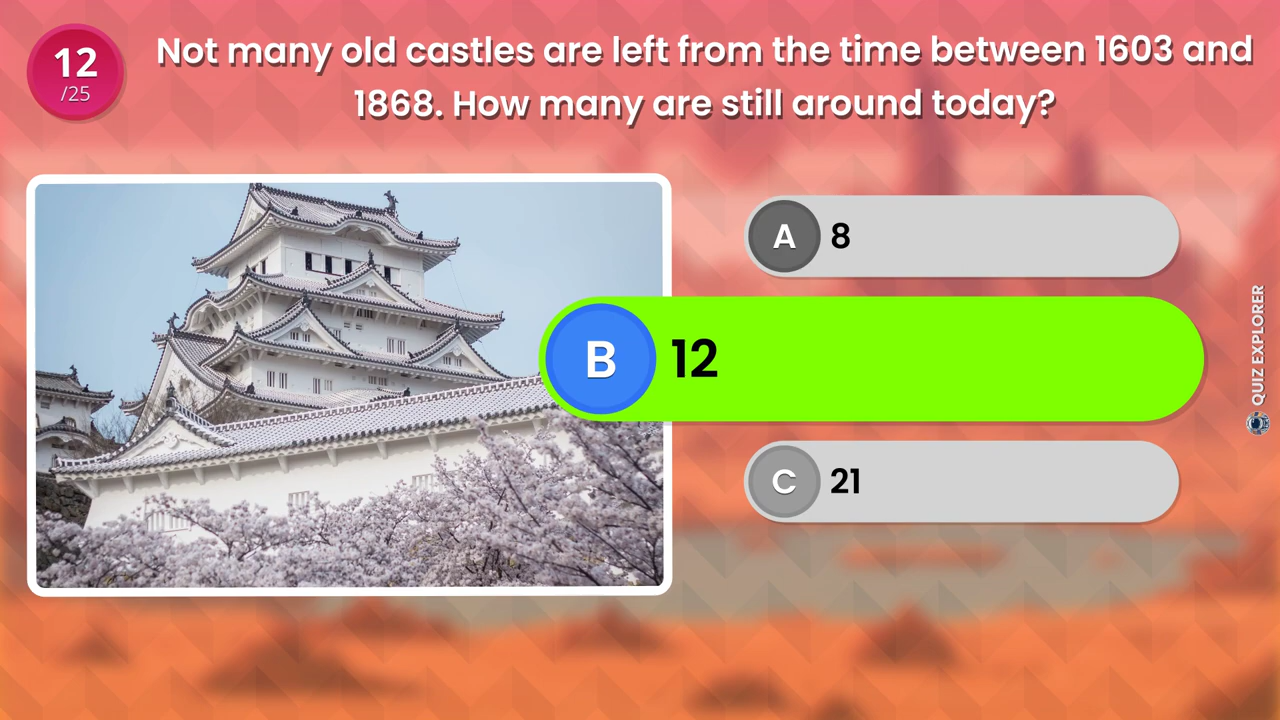 12
/25
Not many old castles are left from the time between 1603 and
1868. How many are still around today?
A 8
B 12
C 21
QUIZ EXPLORER